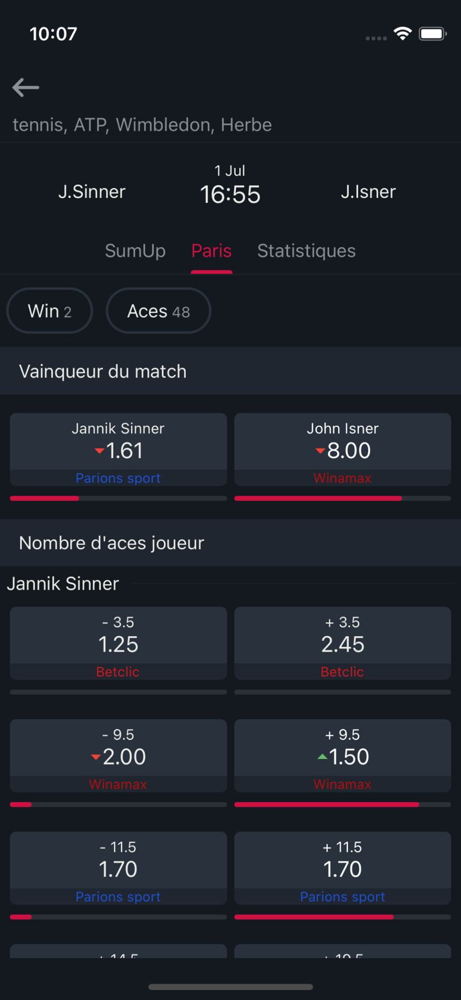 10:07
tennis, ATP, Wimbledon, Herbe
1 Jul
J.Sinner 16:55 J.Isner
SumUp Paris Statistiques
Win 2 Aces 48
Vainqueur du match
Jannik Sinner John Isner
1.61 8.00
Parions sport Winamax
Nombre d'aces joueur
Jannik Sinner
- 3.5 + 3.5
1.25 2.45
Betclic Betclic
- 9.5 + 9.5
2.00 1.50
Winamax Winamax
- 11.5 + 11.5
1.70 1.70
Parions sport Parions sport